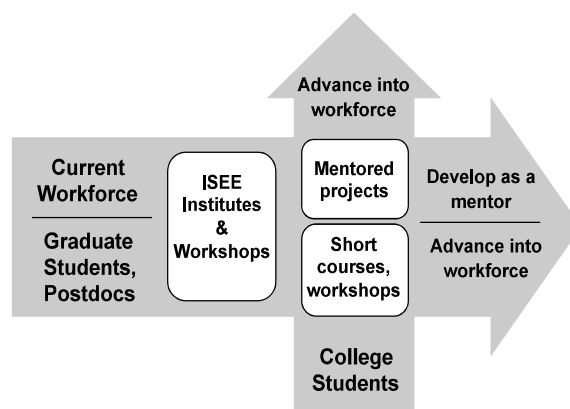 Advance into
workforce
Current
Workforce
Graduate
Students,
Postdocs
ISEE
Institutes
&
Workshops
Mentored
projects
Short
courses,
workshops
Develop as a
mentor
Advance into
workforce
College
Students